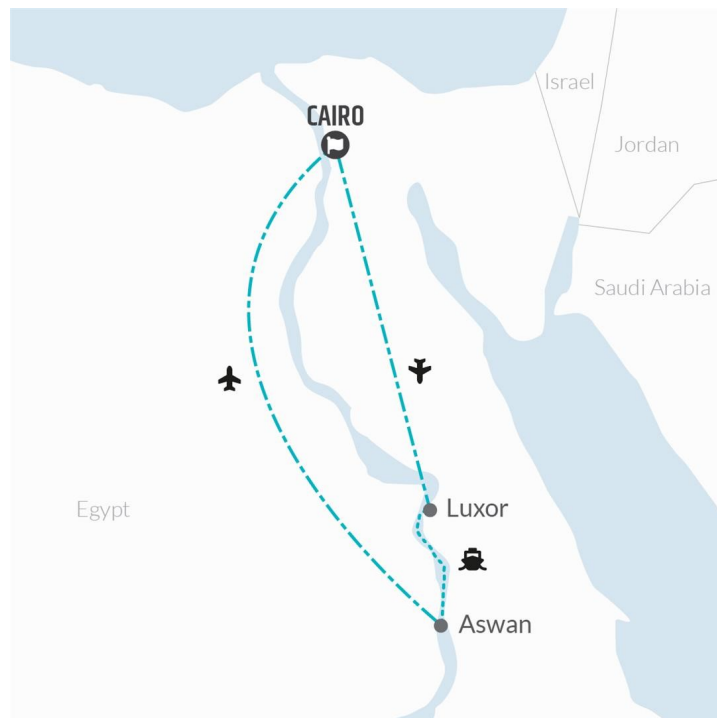 Israel
CAIRO
Jordan
Saudi Arabia
Egypt
Luxor
Aswan